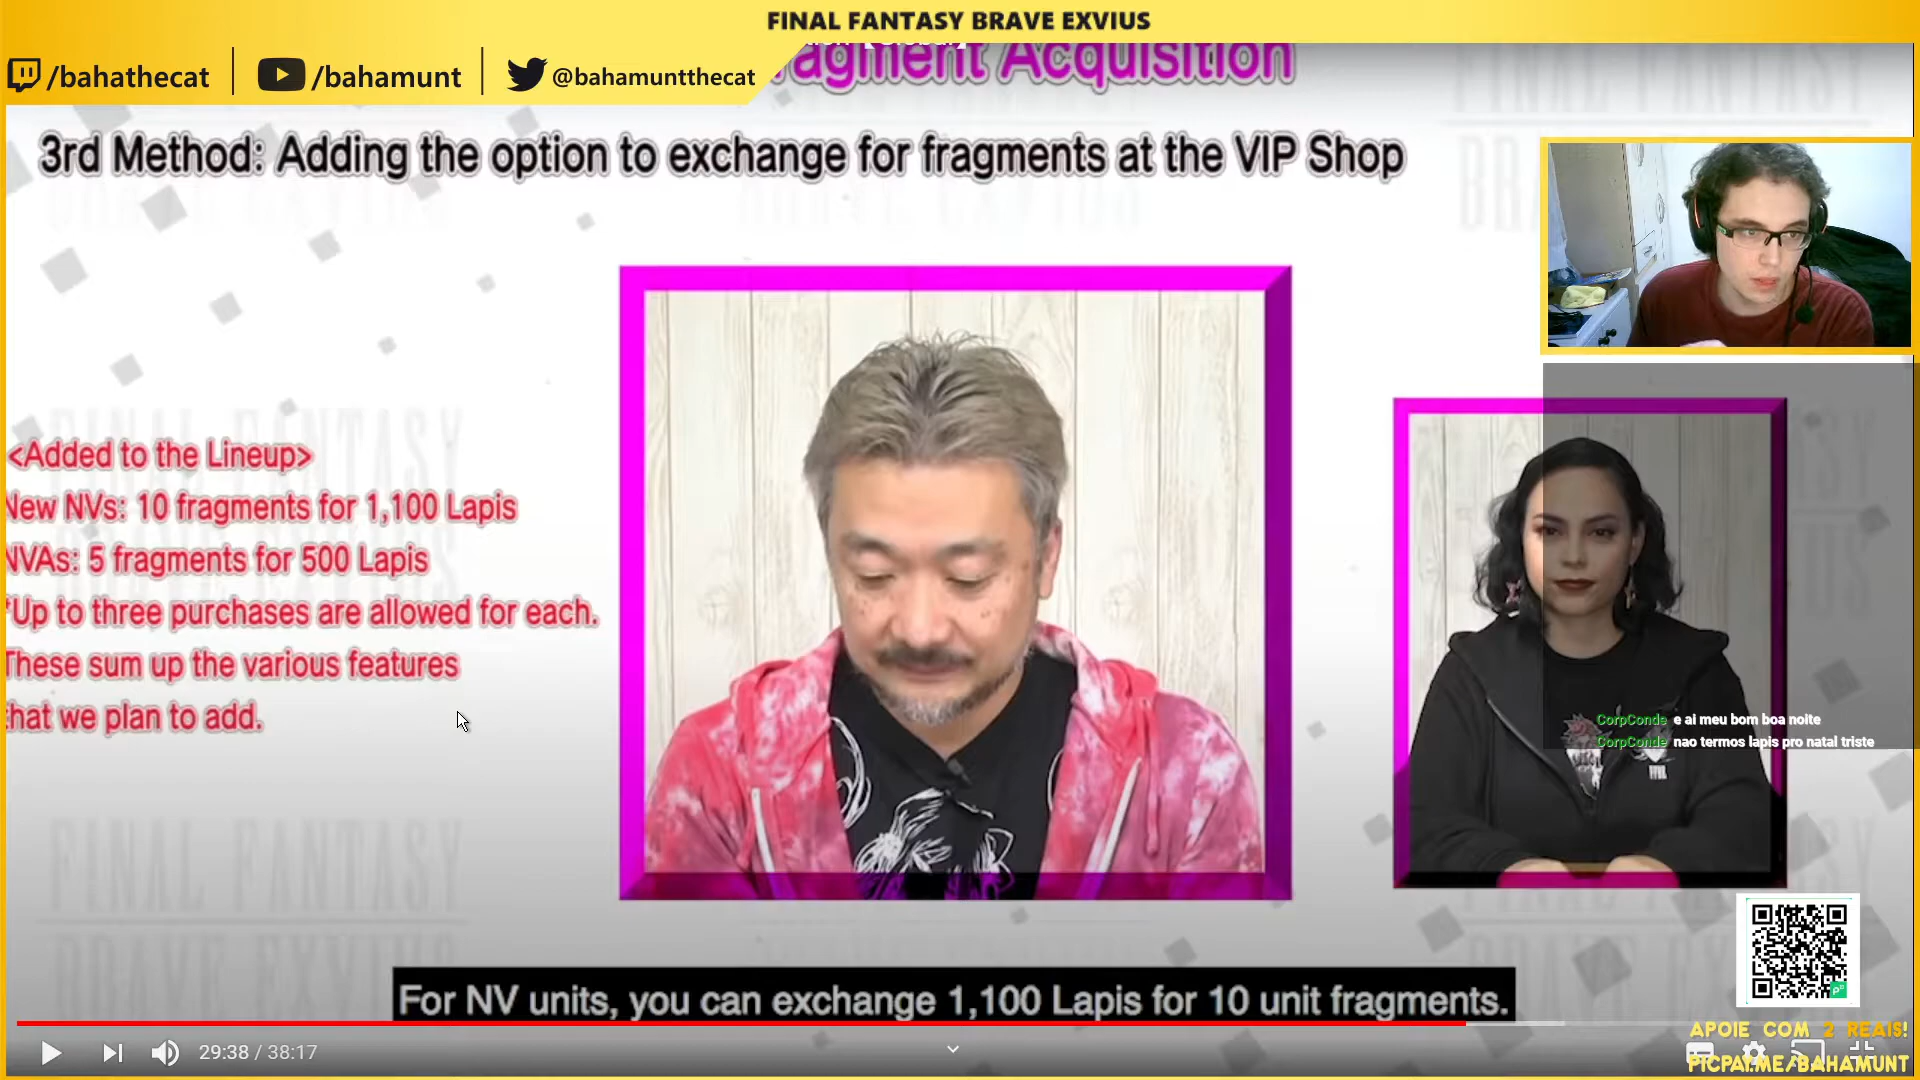 FINAL FANTASY BRAVE EXVIUS
/bahathecat
/bahamunt
@bahamuntthecat
Acquisition
3rd Method: Adding the option to exchange for fragments at the VIP Shop
<Added to the Lineup>
New NVs: 10 fragments for 1,100 Lapis
NVAs: 5 fragments for 500 Lapis
*Up to three purchases are allowed for each.
These sum up the various features
that we plan to add.
CorpConde e ai meu bom boa noite
CorpConde nao termos lapis pro natal triste
For NV units, you can exchange 1,100 Lapis for 10 unit fragments.
29:38 / 38:17
APOIE COM 2 REAIS!
PICPAY.ME/BAHAMUNT